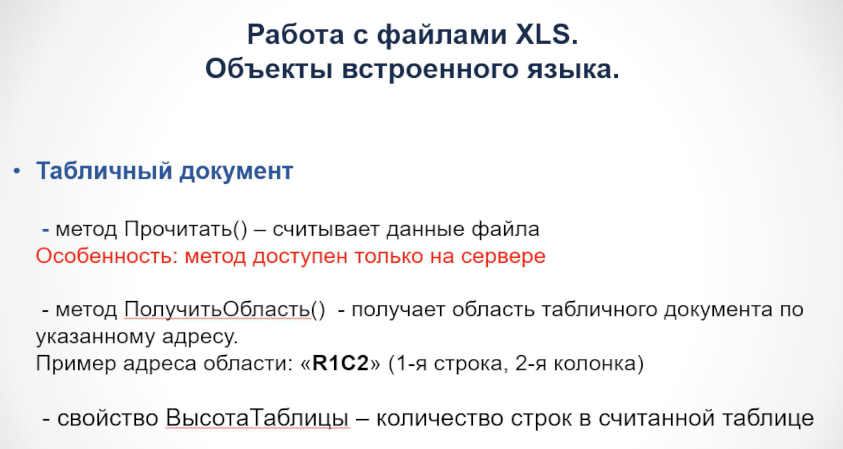 Работа с файлами XLS.
Объекты встроенного языка.
• Табличный документ
- метод Прочитать() – считывает данные файла
Особенность: метод доступен только на сервере
- метод ПолучитьОбласть() - получает область табличного документа по
указанному адресу.
Пример адреса области: «R1C2» (1-я строка, 2-я колонка)
- свойство ВысотаТаблицы – количество строк в считанной таблице